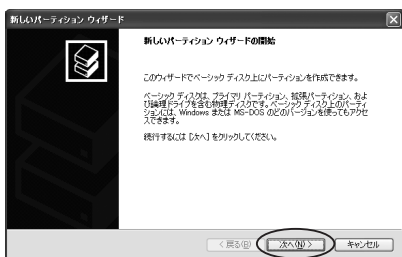 新しいパーティション ウィザード
新しいパーティション ウィザードの開始
このウィザードでベーシック ディスク上にパーティションを作成できます。
ベーシック ディスクは、プライマリ パーティション、拡張パーティション、およ
び論理ドライブを含む物理ディスクです。ベーシック ディスク上のパーティ
ションには、Windows または MS-DOS のどのバージョンを使ってもアクセ
スできます。
続行するには [次へ] をクリックしてください。
< 戻る(B)
次へ(N) >
キャンセル